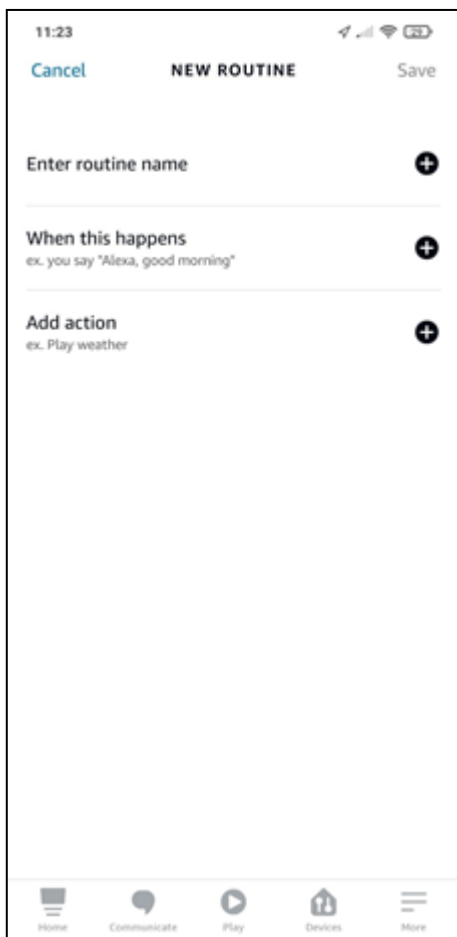 11:23
29
Cancel NEW ROUTINE Save
Enter routine name
When this happens
ex. you say "Alexa, good morning"
Add action
ex. Play weather
Home Communicate Play Devices More